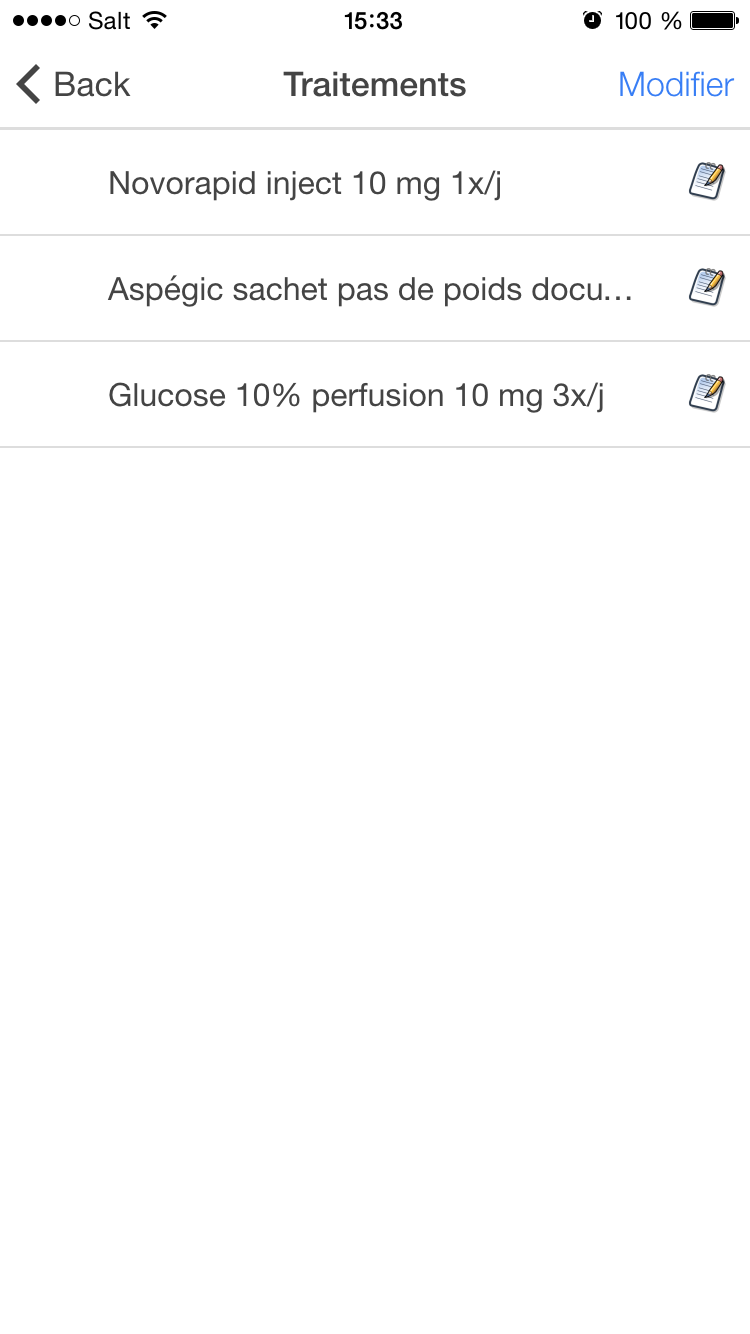 Salt 15:33 100 %
Back Traitements Modifier
Novorapid inject 10 mg 1x/j
Aspégic sachet pas de poids docu...
Glucose 10% perfusion 10 mg 3x/j